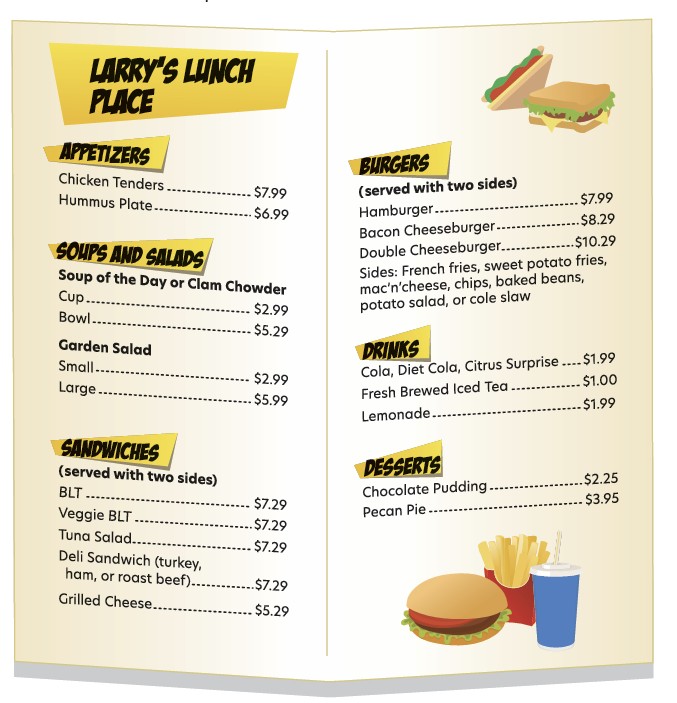 LARRY'S LUNCH
PLACE
APPETIZERS
Chicken Tenders $7.99
Hummus Plate $6.99
SOUPS AND SALADS
Soup of the Day or Clam Chowder
Cup $2.99
Bowl $5.29
Garden Salad
Small $2.99
Large $5.99
SANDWICHES
(served with two sides)
BLT $7.29
Veggie BLT $7.29
Tuna Salad $7.29
Deli Sandwich (turkey,
ham, or roast beef) $7.29
Grilled Cheese $5.29
BURGERS
(served with two sides)
Hamburger $7.99
Bacon Cheeseburger $8.29
Double Cheeseburger $10.29
Sides: French fries, sweet potato fries,
mac'n'cheese, chips, baked beans,
potato salad, or cole slaw
DRINKS
Cola, Diet Cola, Citrus Surprise $1.99
Fresh Brewed Iced Tea $1.00
Lemonade $1.99
DESSERTS
Chocolate Pudding $2.25
Pecan Pie $3.95